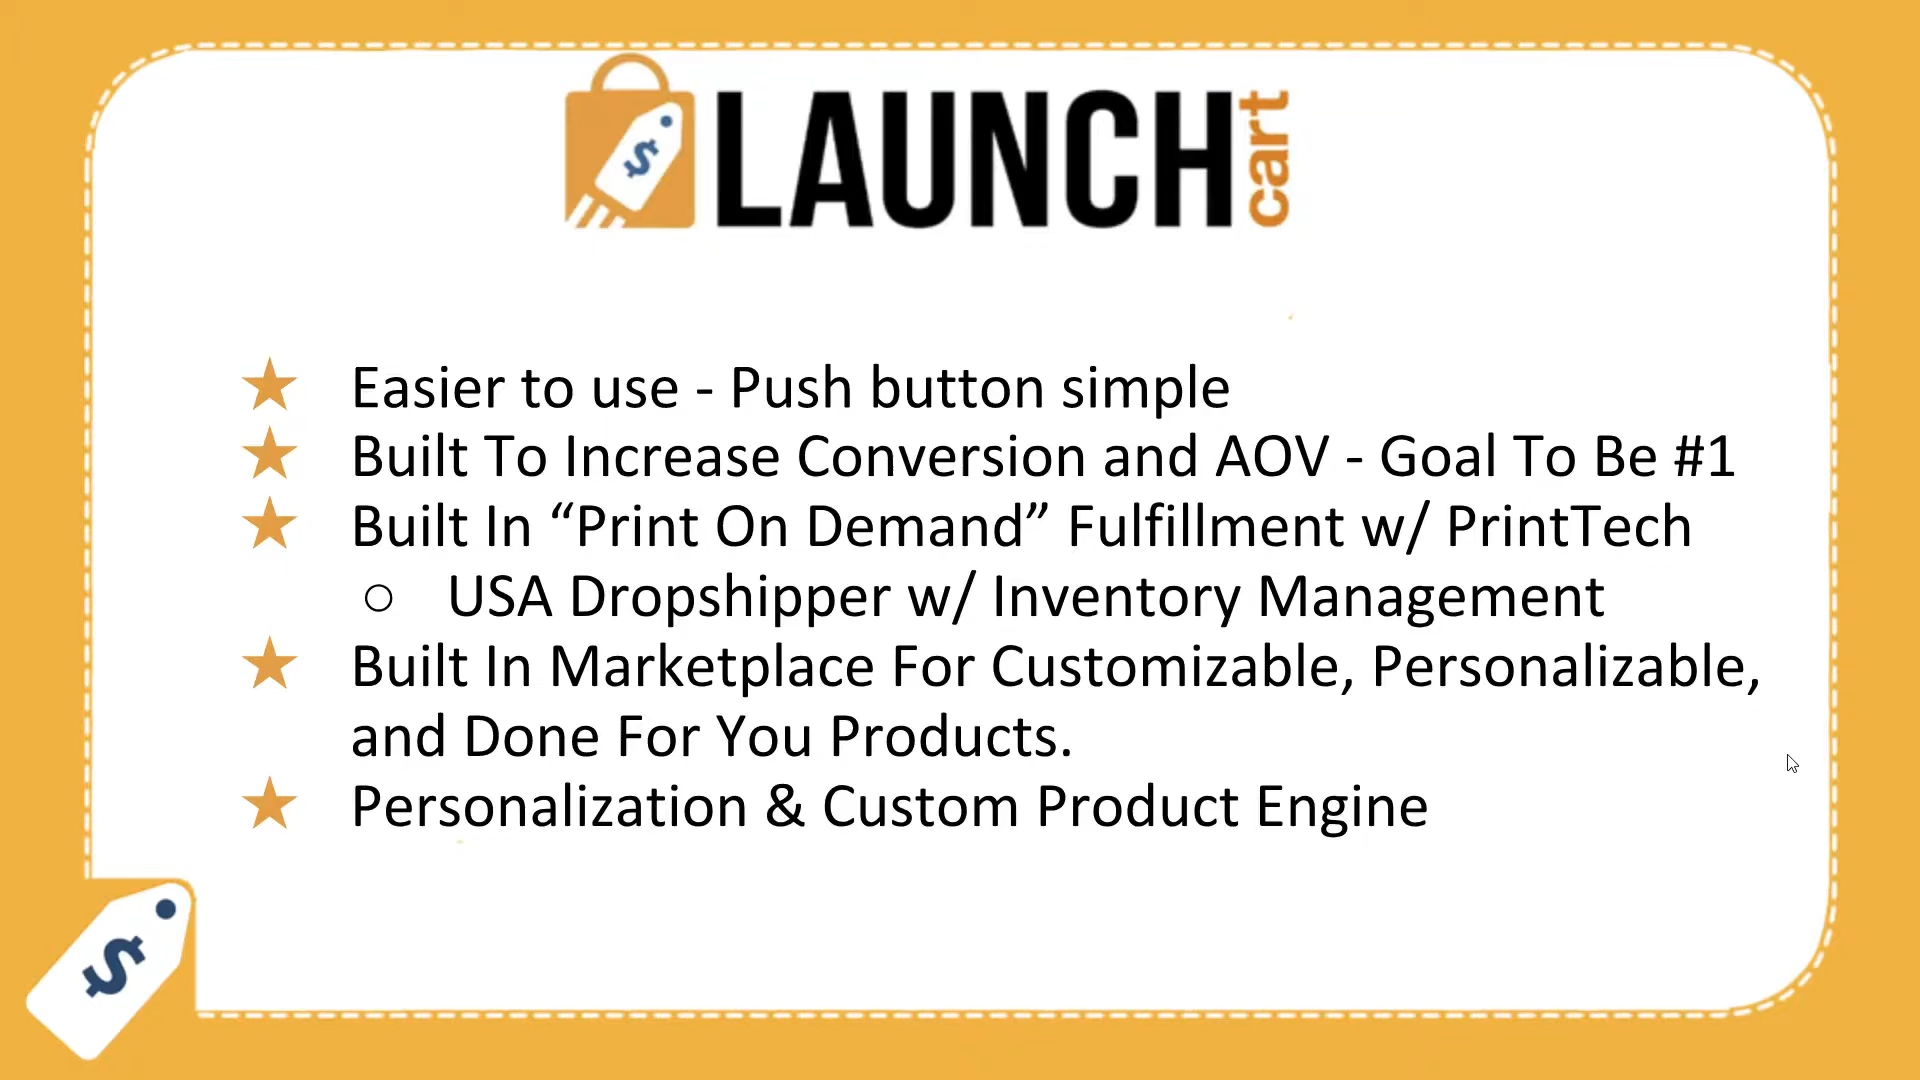 $ LAUNCH cart
★ Easier to use - Push button simple
★ Built To Increase Conversion and AOV - Goal To Be #1
★ Built In “Print On Demand” Fulfillment w/ PrintTech
○ USA Dropshipper w/ Inventory Management
★ Built In Marketplace For Customizable, Personalizable,
and Done For You Products.
★ Personalization & Custom Product Engine
$